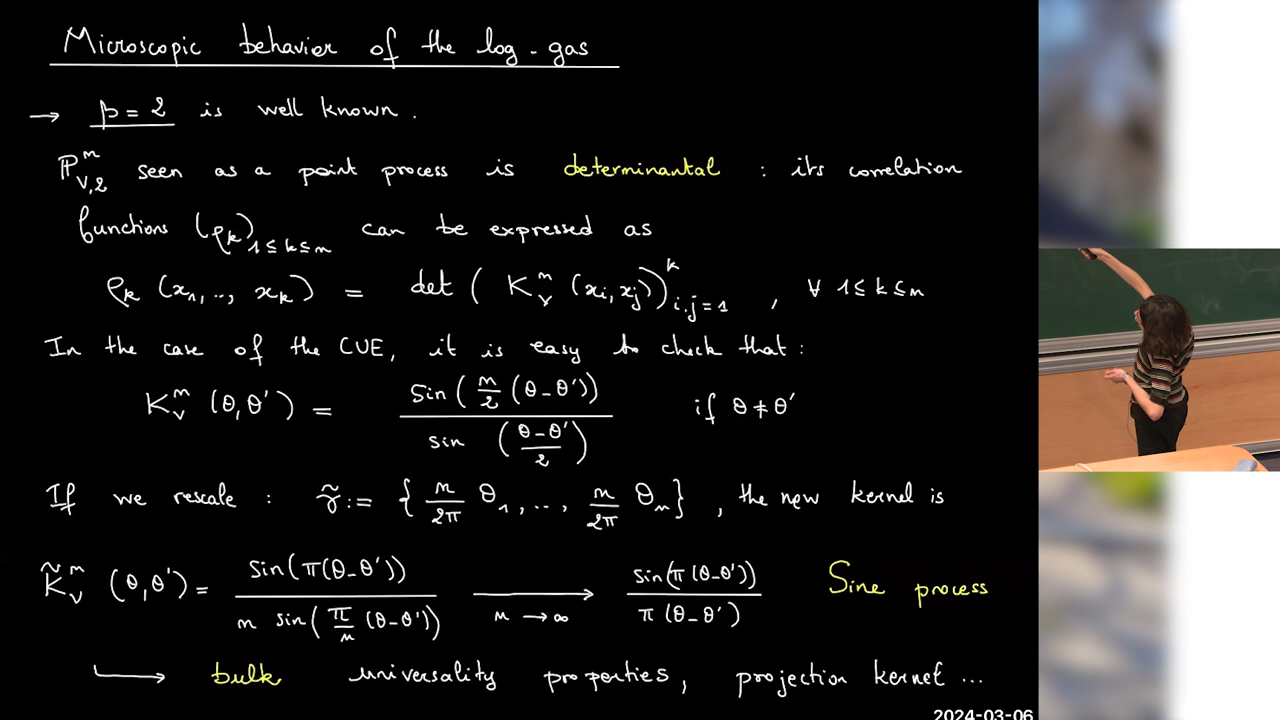 Microscopic behavior of the log-gas
→ β = 2 is well known.
ℙ^n_{V,2} seen as a point process is determinantal : its correlation
functions (ρ_k)_{1≤k≤n} can be expressed as
ρ_k (x_1, .., x_k) = det ( K^n_V (x_i, x_j) )^k_{i,j=1} , ∀ 1≤k≤n
In the case of the CUE, it is easy to check that :
K^n_V (θ,θ') = sin( n/2 (θ-θ')) / sin ( (θ-θ')/2 ) if θ ≠ θ'
If we rescale : γ̃ := { n/2π θ_1, .., n/2π θ_n } , the new kernel is
K̃^n_V (θ,θ') = sin(π(θ-θ')) / n sin( π/n (θ-θ')) ⟶ n→∞ sin(π(θ-θ')) / π(θ-θ') Sine process
↳ bulk universality properties, projection kernel ...
2024-03-06